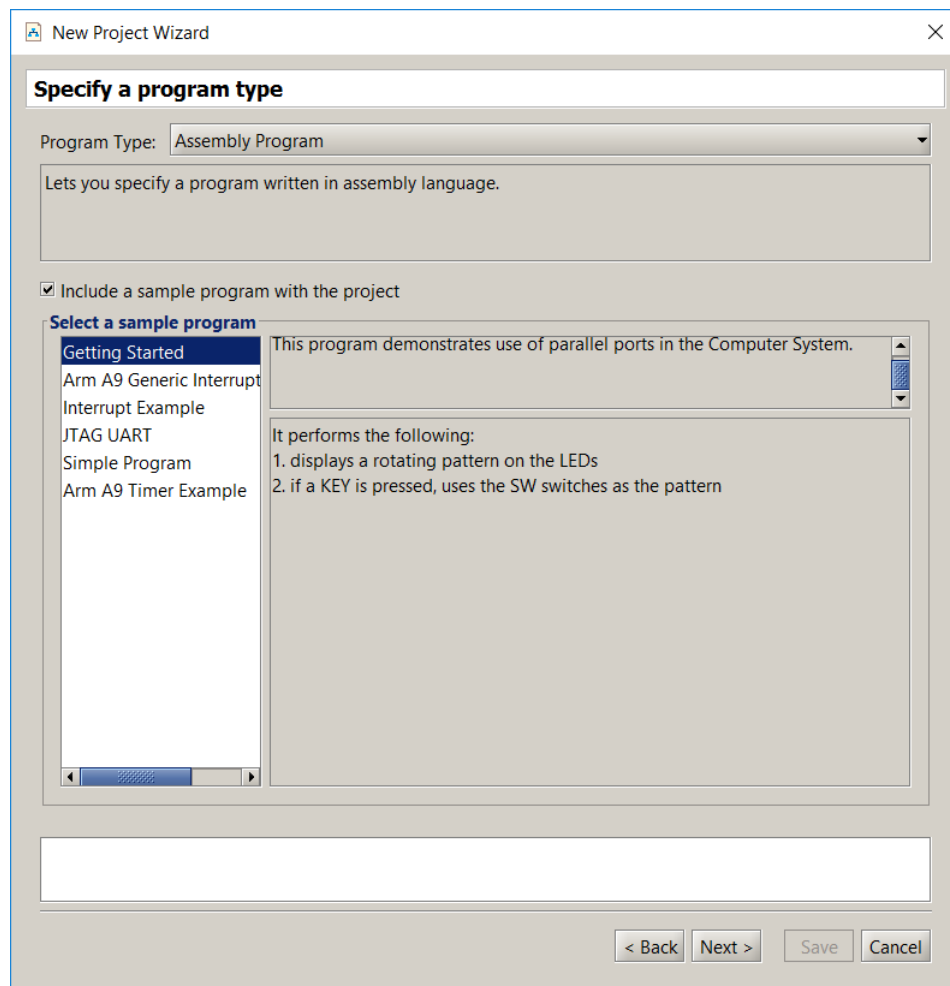 New Project Wizard
Specify a program type
Program Type: Assembly Program
Lets you specify a program written in assembly language.
Include a sample program with the project
Select a sample program
Getting Started
Arm A9 Generic Interrupt
Interrupt Example
JTAG UART
Simple Program
Arm A9 Timer Example
This program demonstrates use of parallel ports in the Computer System.
It performs the following:
1. displays a rotating pattern on the LEDs
2. if a KEY is pressed, uses the SW switches as the pattern
< Back Next > Save Cancel